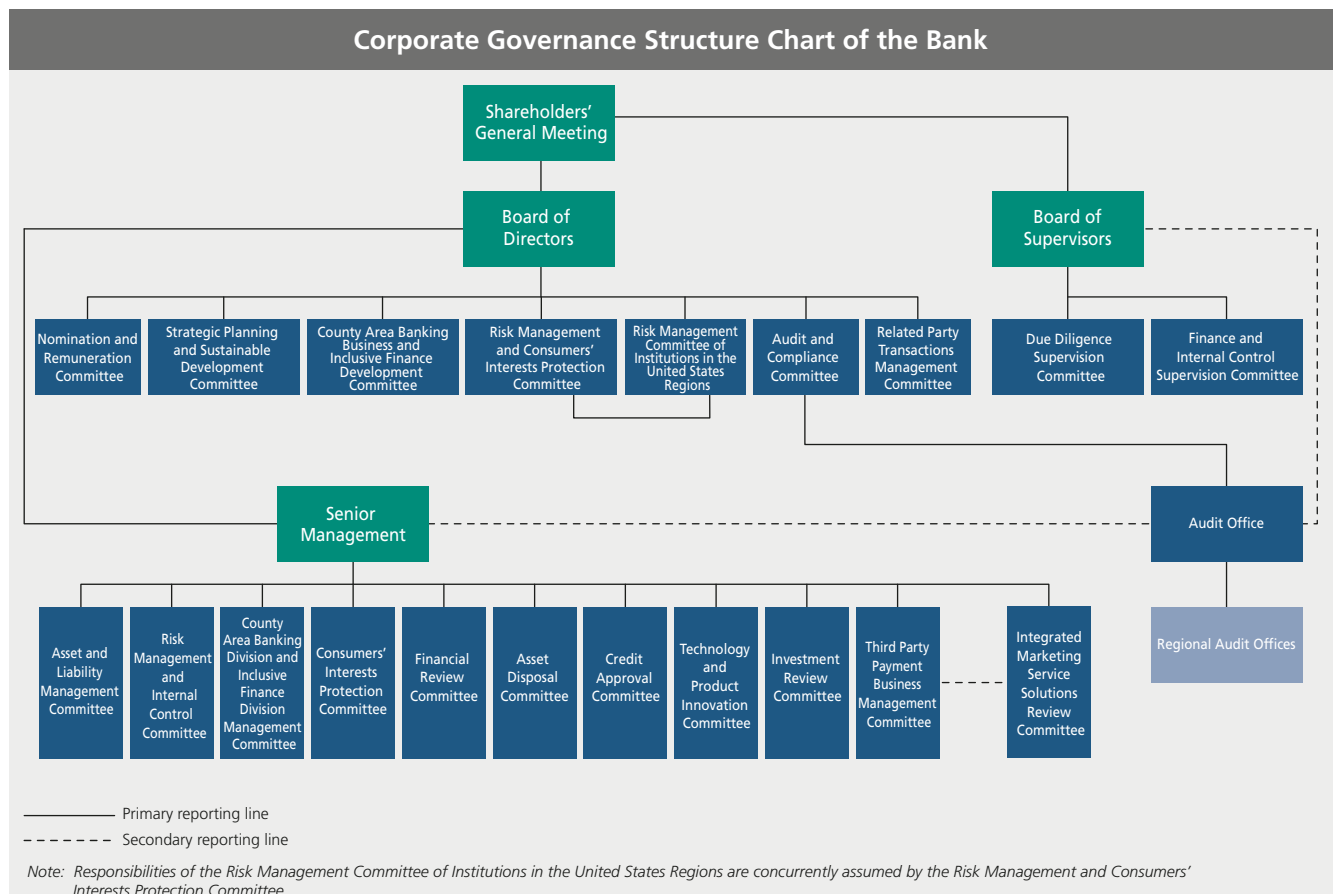 Corporate Governance Structure Chart of the Bank
Shareholders'
General Meeting
Board of
Directors
Board of
Supervisors
Nomination and
Remuneration
Committee
Strategic Planning
and Sustainable
Development
Committee
County Area Banking
Business and
Inclusive Finance
Development
Committee
Risk Management
and Consumers'
Interests Protection
Committee
Risk Management
Committee of
Institutions in the
United States
Regions
Audit and
Compliance
Committee
Related Party
Transactions
Management
Committee
Due Diligence
Supervision
Committee
Finance and
Internal Control
Supervision Committee
Senior
Management
Audit Office
Asset and
Liability
Management
Committee
Risk
Management
and
Internal
Control
Committee
County
Area Banking
Division and
Inclusive
Finance
Division
Management
Committee
Consumers'
Interests
Protection
Committee
Financial
Review
Committee
Asset
Disposal
Committee
Credit
Approval
Committee
Technology
and
Product
Innovation
Committee
Investment
Review
Committee
Third Party
Payment
Business
Management
Committee
Integrated
Marketing
Service
Solutions
Review
Committee
Regional Audit Offices
Primary reporting line
Secondary reporting line
Note: Responsibilities of the Risk Management Committee of Institutions in the United States Regions are concurrently assumed by the Risk Management and Consumers'
Interests Protection Committee